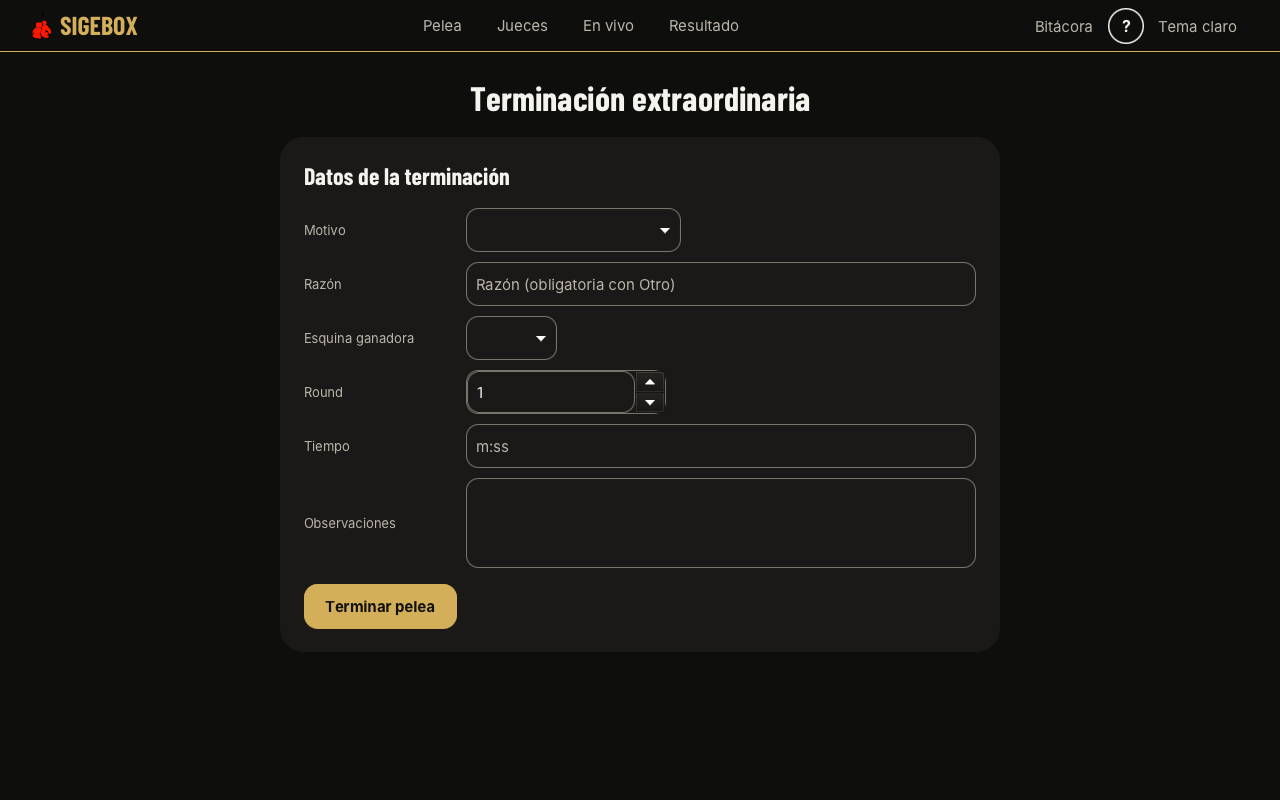 SIGEBOX
Pelea
Jueces
En vivo
Resultado
Bitácora
?
Tema claro
Terminación extraordinaria
Datos de la terminación
Motivo
Razón
Razón (obligatoria con Otro)
Esquina ganadora
Round
1
Tiempo
m:ss
Observaciones
Terminar pelea